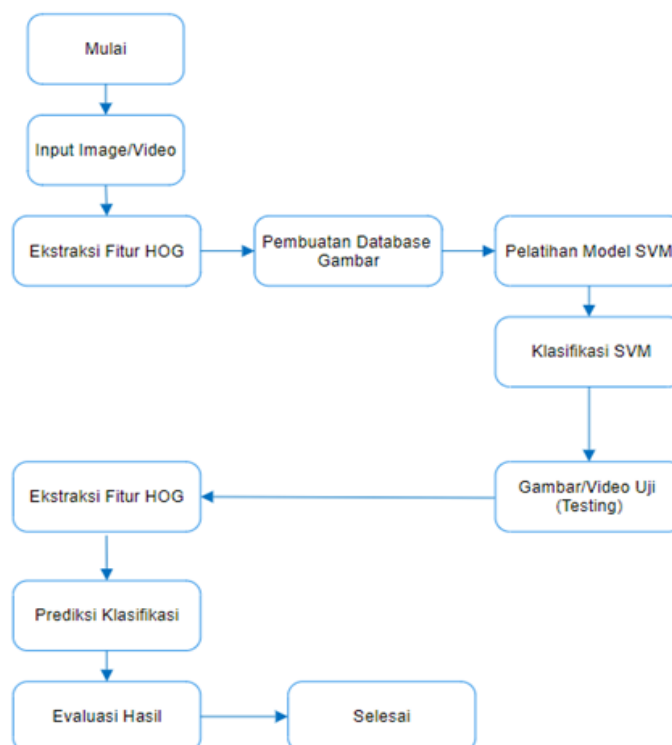 Mulai
Input Image/Video
Ekstraksi Fitur HOG
Pembuatan Database
Gambar
Pelatihan Model SVM
Klasifikasi SVM
Gambar/Video Uji
(Testing)
Ekstraksi Fitur HOG
Prediksi Klasifikasi
Evaluasi Hasil
Selesai